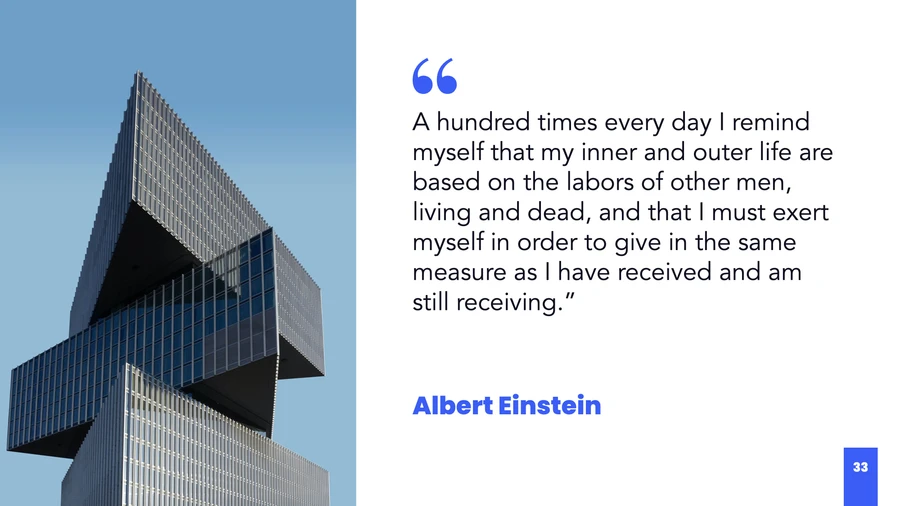 “
A hundred times every day I remind
myself that my inner and outer life are
based on the labors of other men,
living and dead, and that I must exert
myself in order to give in the same
measure as I have received and am
still receiving.”
Albert Einstein
33